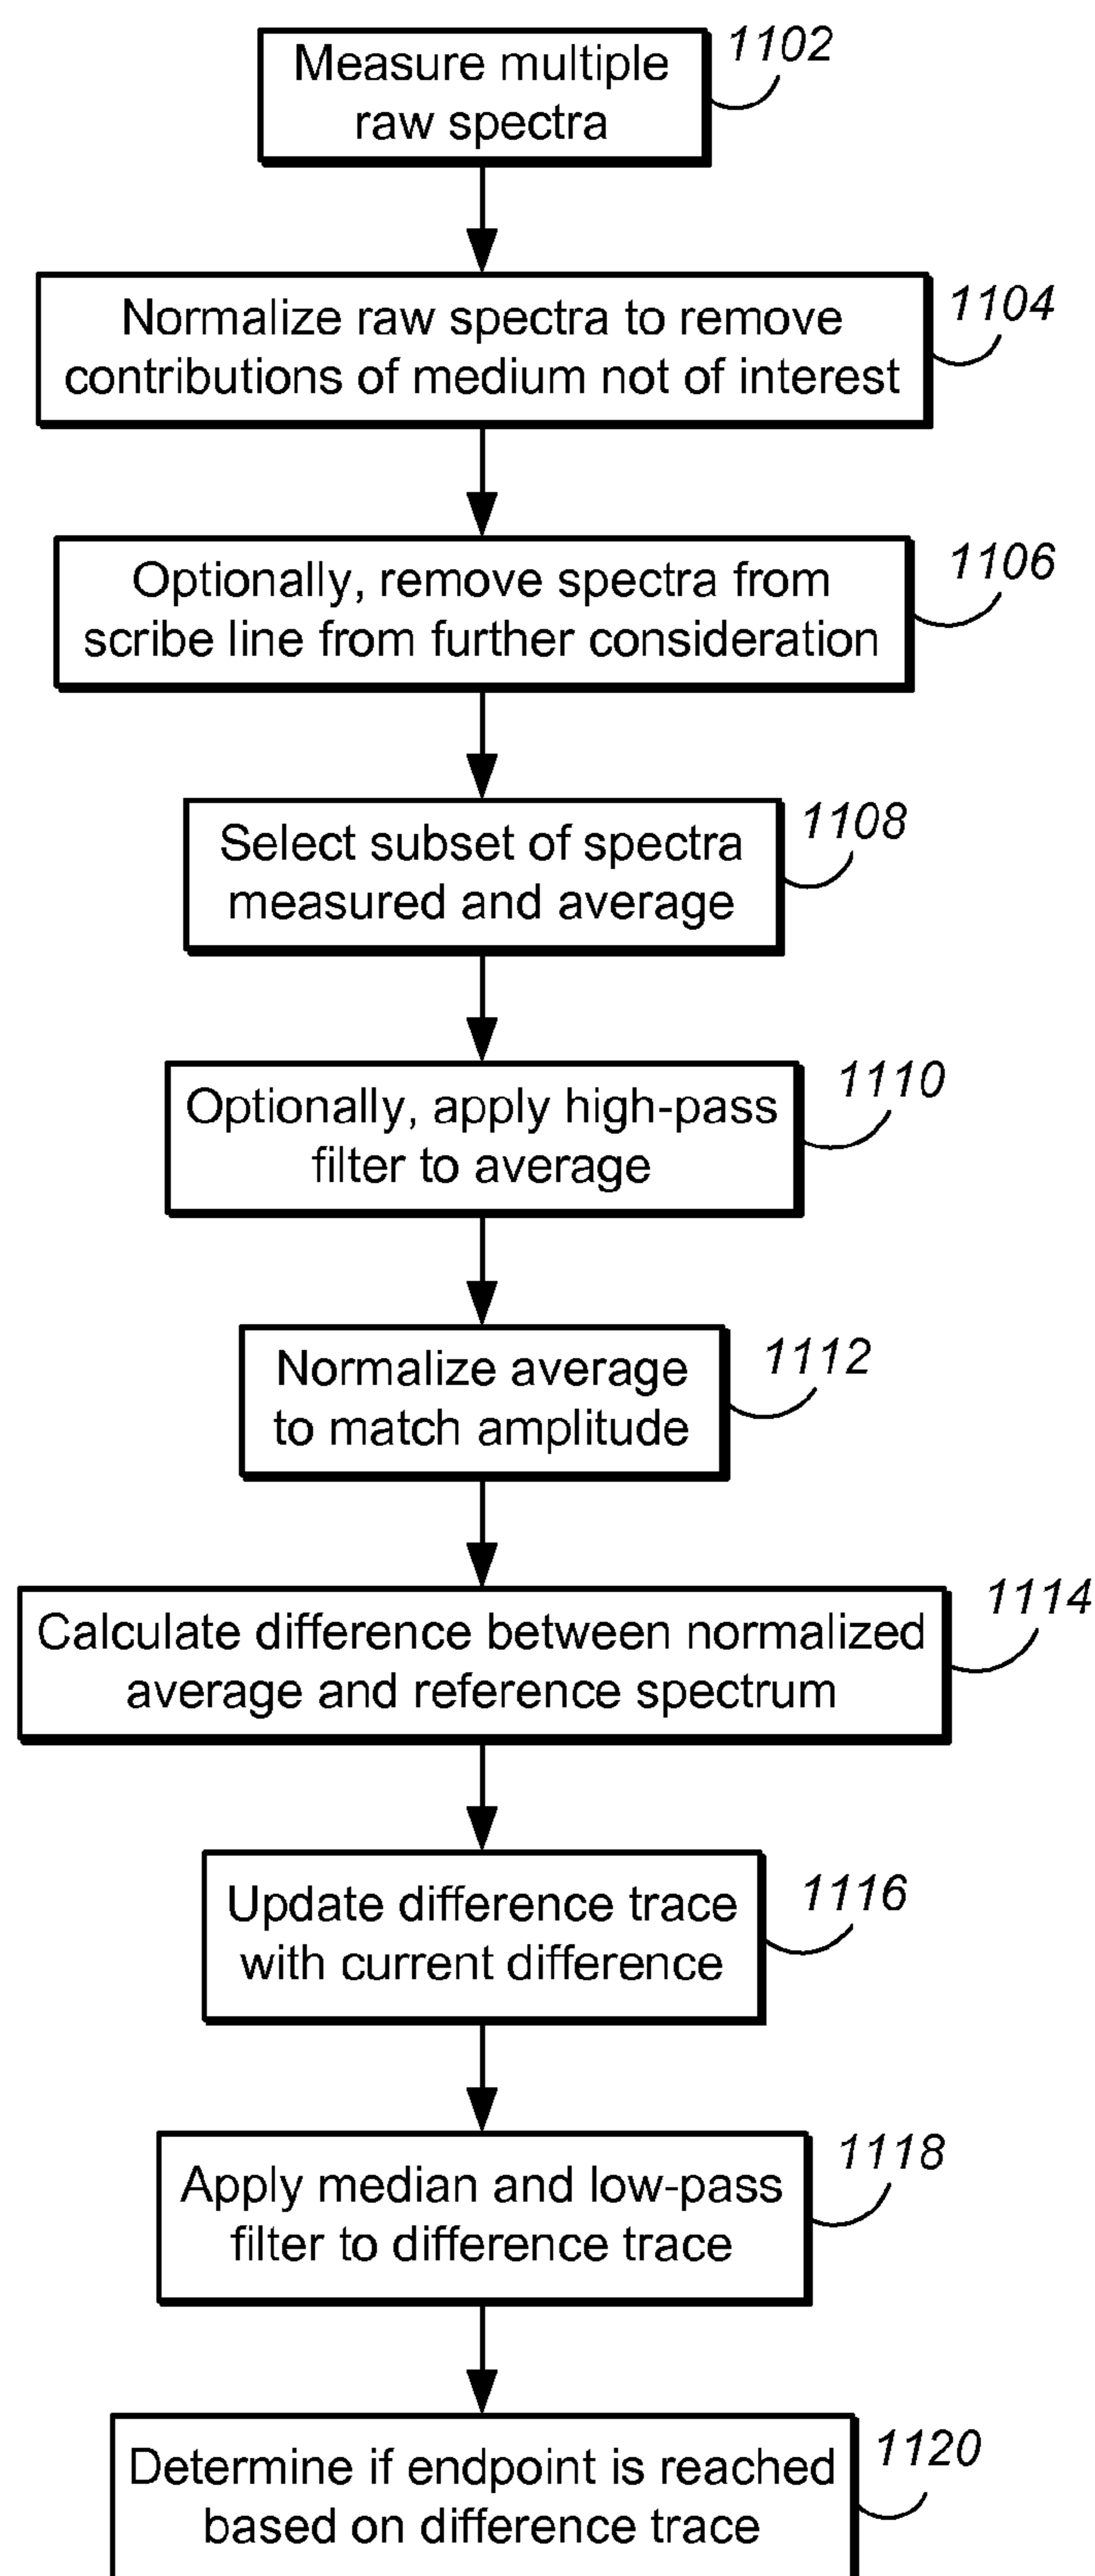 Measure multiple
raw spectra
1102
Normalize raw spectra to remove
contributions of medium not of interest
1104
Optionally, remove spectra from
scribe line from further consideration
1106
Select subset of spectra
measured and average
1108
Optionally, apply high-pass
filter to average
1110
Normalize average
to match amplitude
1112
Calculate difference between normalized
average and reference spectrum
1114
Update difference trace
with current difference
1116
Apply median and low-pass
filter to difference trace
1118
Determine if endpoint is reached
based on difference trace
1120